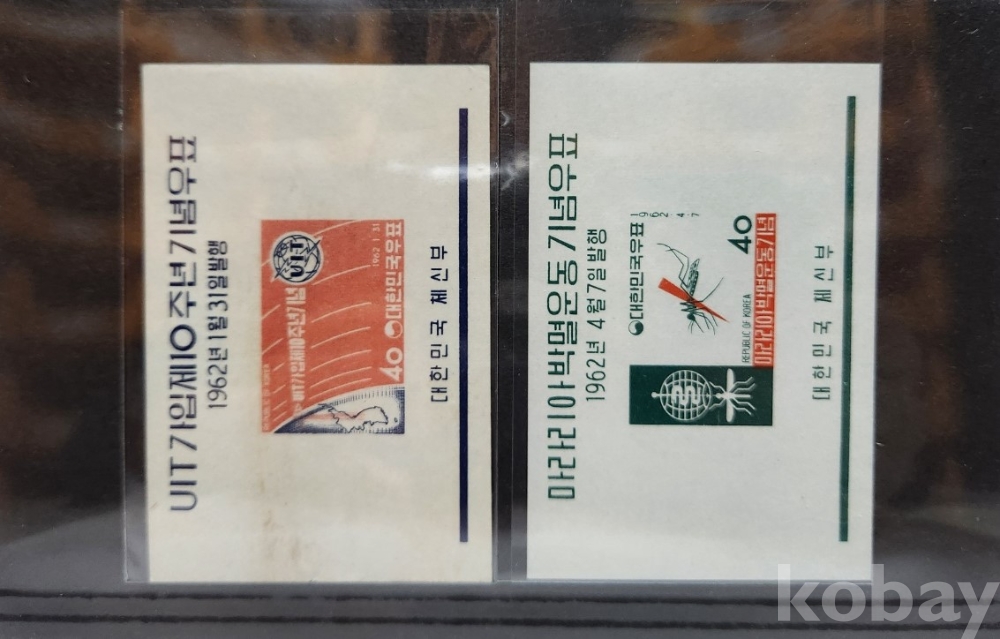 UIT가입제10주년기념우표
1962년 1월 31일발행
UIT
1962 1 31
UIT가입제10주년기념
대한민국우표
40
대한민국 체신부
마라리아박멸운동기념우표
1962년 4월 7일발행
대한민국우표
1962 4 7
40
REPUBLIC OF KOREA
마라리아박멸운동기념
대한민국 체신부
kobay